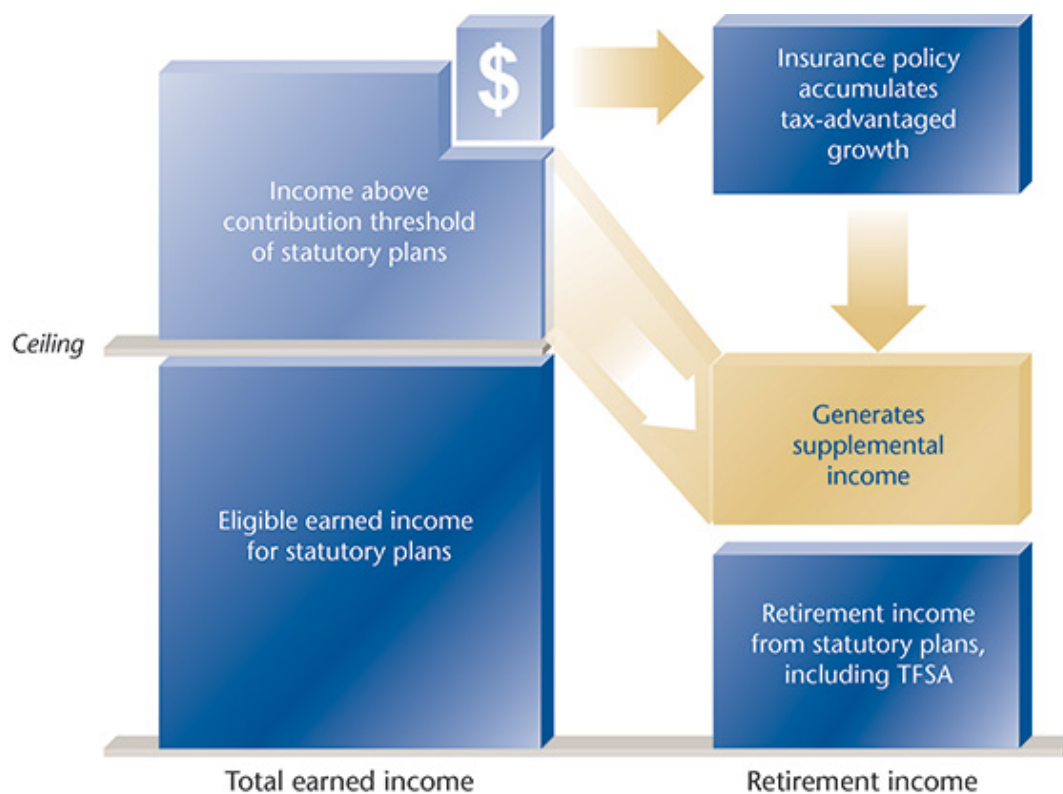 $
Insurance policy
accumulates
tax-advantaged
growth
Income above
contribution threshold
of statutory plans
Ceiling
Generates
supplemental
income
Eligible earned income
for statutory plans
Retirement income
from statutory plans,
including TFSA
Total earned income
Retirement income